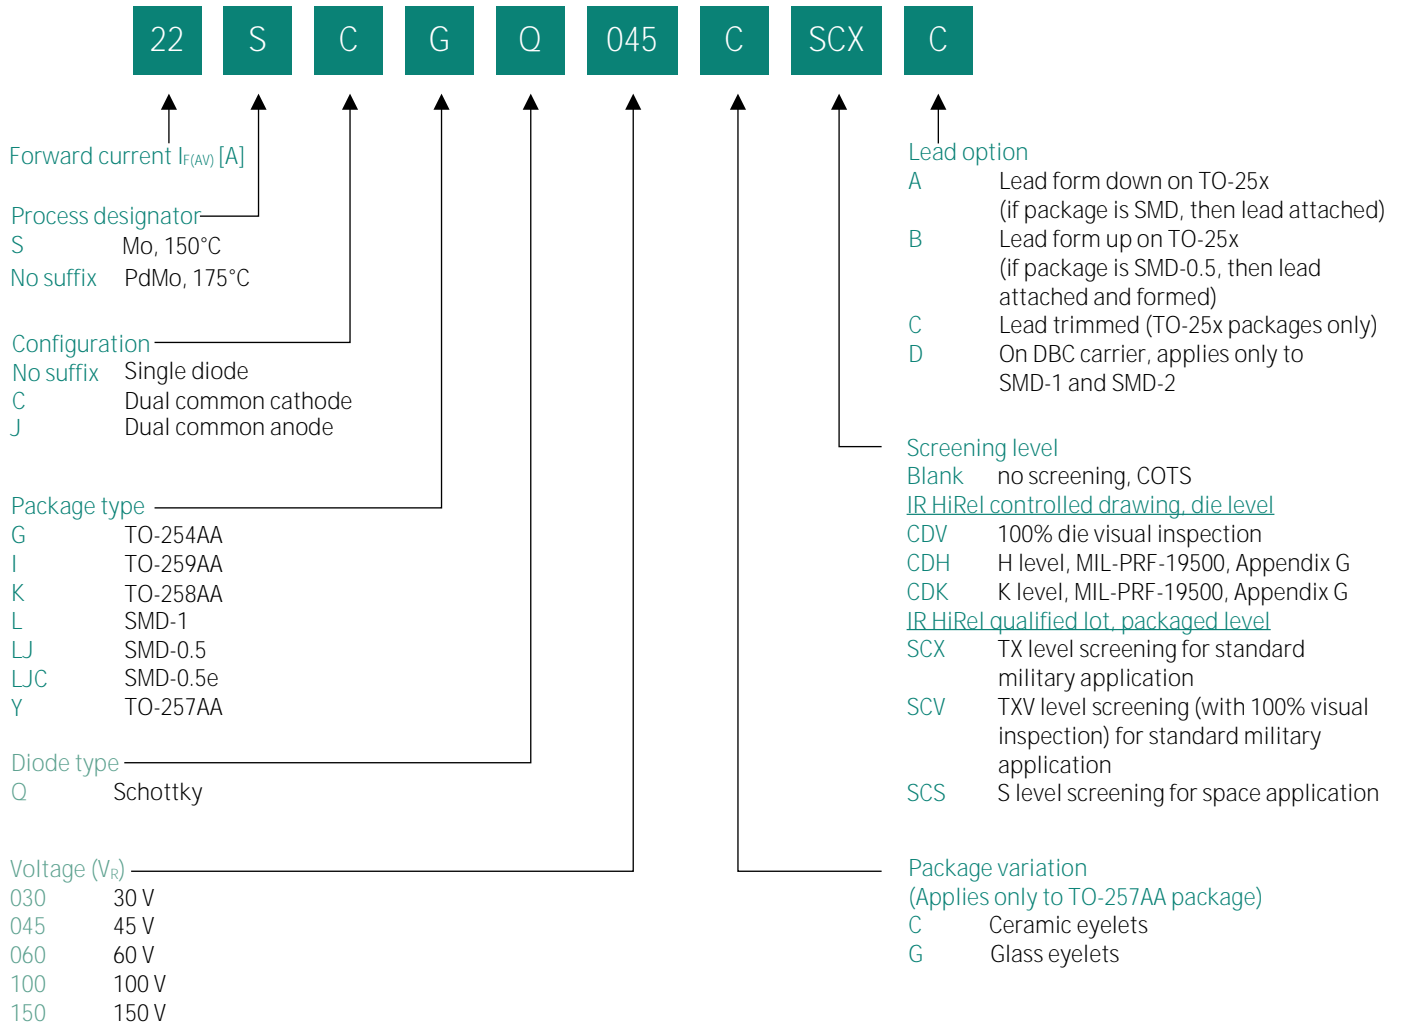 22 S C G Q 045 C SCX C
Forward current IF(AV) [A]
Process designator
S Mo, 150°C
No suffix PdMo, 175°C
Configuration
No suffix Single diode
C Dual common cathode
J Dual common anode
Package type
G TO-254AA
I TO-259AA
K TO-258AA
L SMD-1
LJ SMD-0.5
LJC SMD-0.5e
Y TO-257AA
Diode type
Q Schottky
Voltage (VR)
030 30 V
045 45 V
060 60 V
100 100 V
150 150 V
Lead option
A Lead form down on TO-25x
(if package is SMD, then lead attached)
B Lead form up on TO-25x
(if package is SMD-0.5, then lead
attached and formed)
C Lead trimmed (TO-25x packages only)
D On DBC carrier, applies only to
SMD-1 and SMD-2
Screening level
Blank no screening, COTS
IR HiRel controlled drawing, die level
CDV 100% die visual inspection
CDH H level, MIL-PRF-19500, Appendix G
CDK K level, MIL-PRF-19500, Appendix G
IR HiRel qualified lot, packaged level
SCX TX level screening for standard
military application
SCV TXV level screening (with 100% visual
inspection) for standard military
application
SCS S level screening for space application
Package variation
(Applies only to TO-257AA package)
C Ceramic eyelets
G Glass eyelets